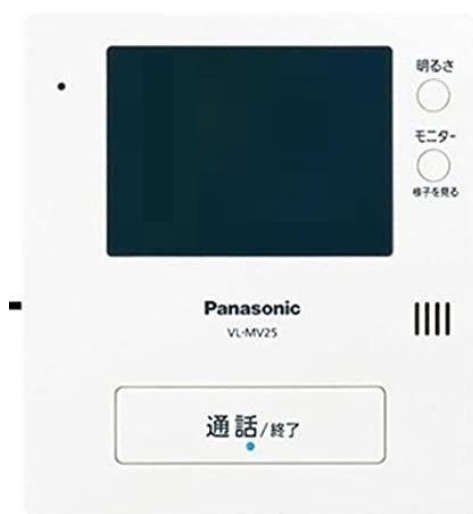 明るさ
モニター
様子を見る
Panasonic
VL-MV25
通話/終了